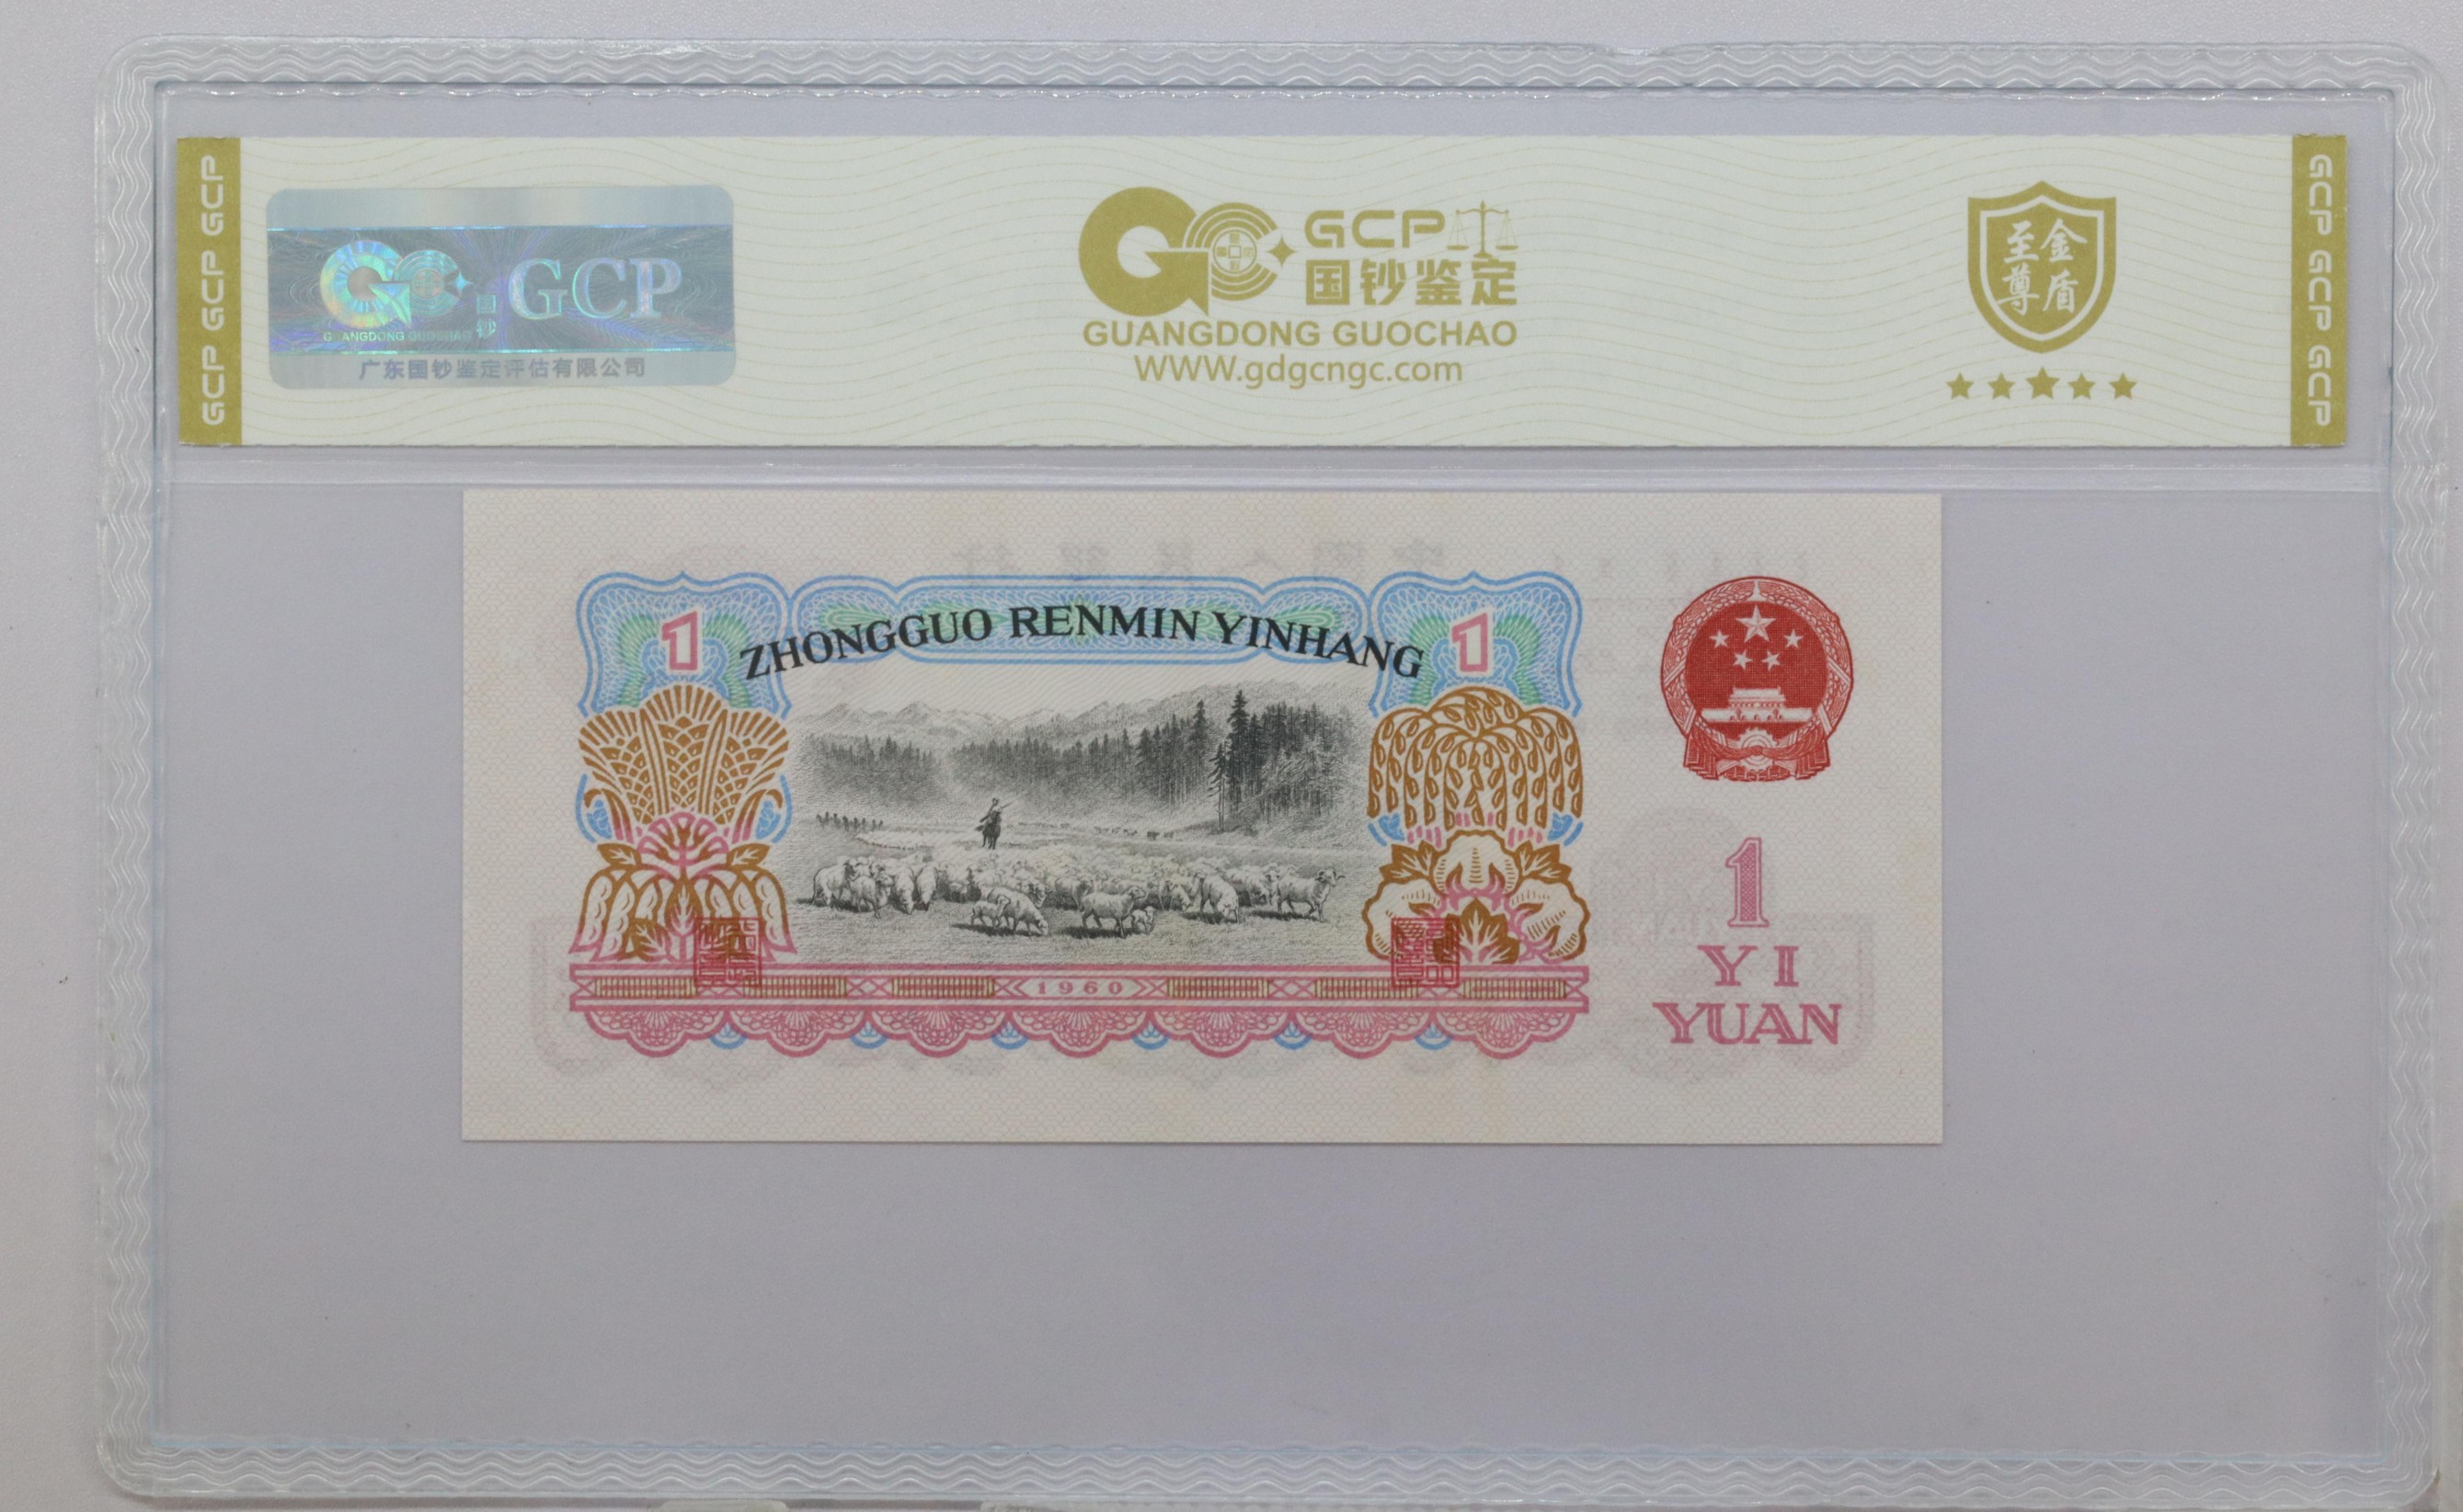 GCP GCP GCP
GCP
国钞
GUANGDONG GUOCHAO
广东国钞鉴定评估有限公司
GCP
国钞鉴定
GUANGDONG GUOCHAO
WWW.gdgcngc.com
至尊
金盾
GCP GCP GCP
1
ZHONGGUO RENMIN YINHANG
1
1960
1
YI
YUAN